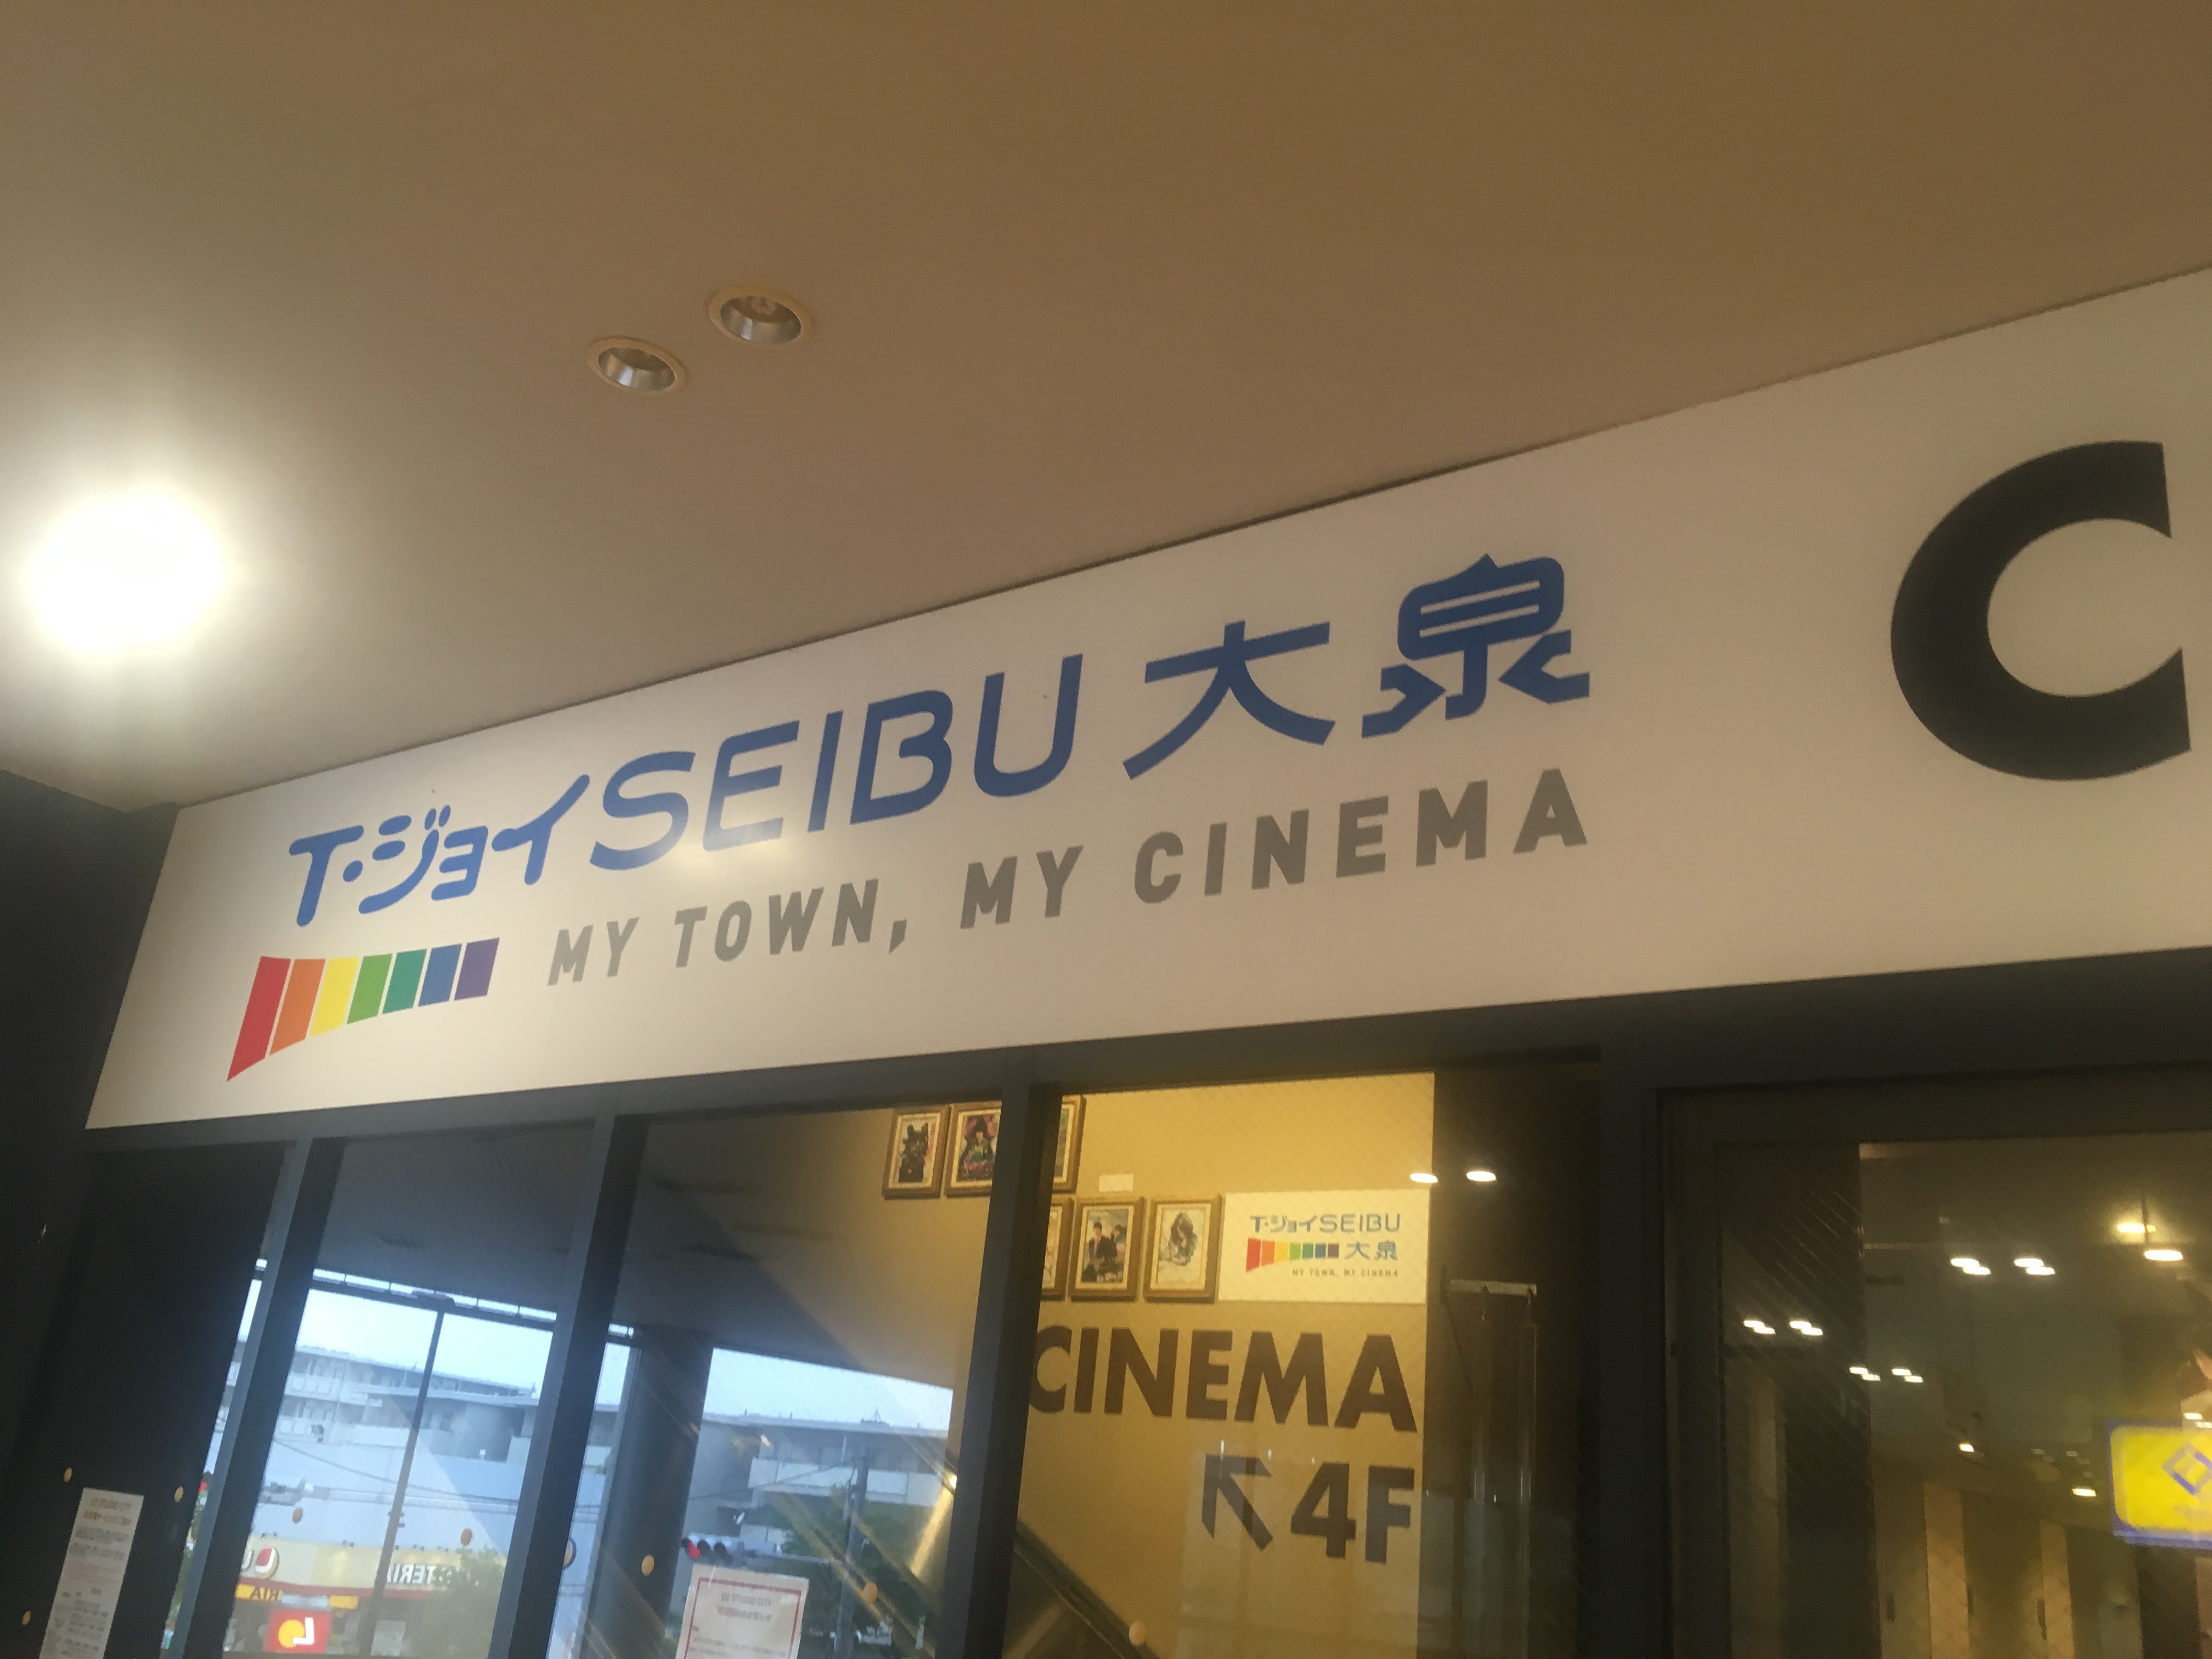 T・ジョイSEIBU 大泉
MY TOWN, MY CINEMA
C
T・ジョイSEIBU
大泉
MY TOWN, MY CINEMA
CINEMA
↖4F